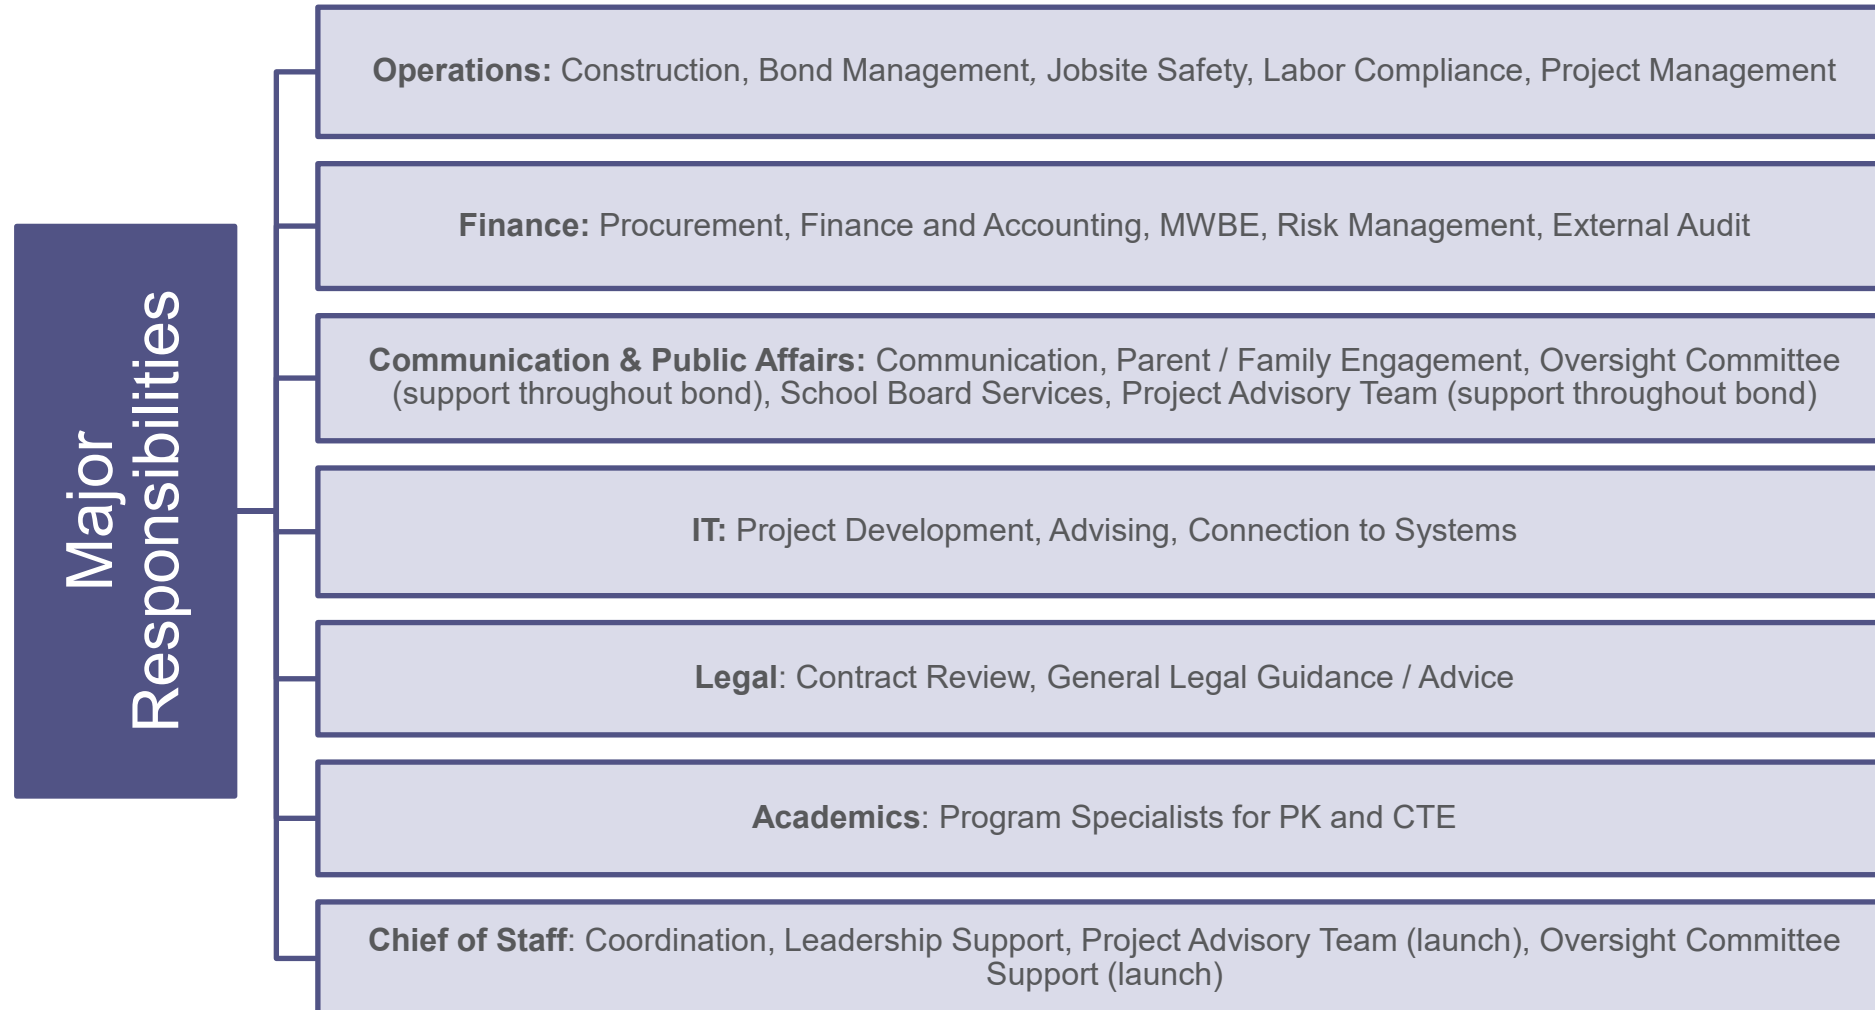 Major
Responsibilities
Operations: Construction, Bond Management, Jobsite Safety, Labor Compliance, Project Management
Finance: Procurement, Finance and Accounting, MWBE, Risk Management, External Audit
Communication & Public Affairs: Communication, Parent / Family Engagement, Oversight Committee
(support throughout bond), School Board Services, Project Advisory Team (support throughout bond)
IT: Project Development, Advising, Connection to Systems
Legal: Contract Review, General Legal Guidance / Advice
Academics: Program Specialists for PK and CTE
Chief of Staff: Coordination, Leadership Support, Project Advisory Team (launch), Oversight Committee
Support (launch)